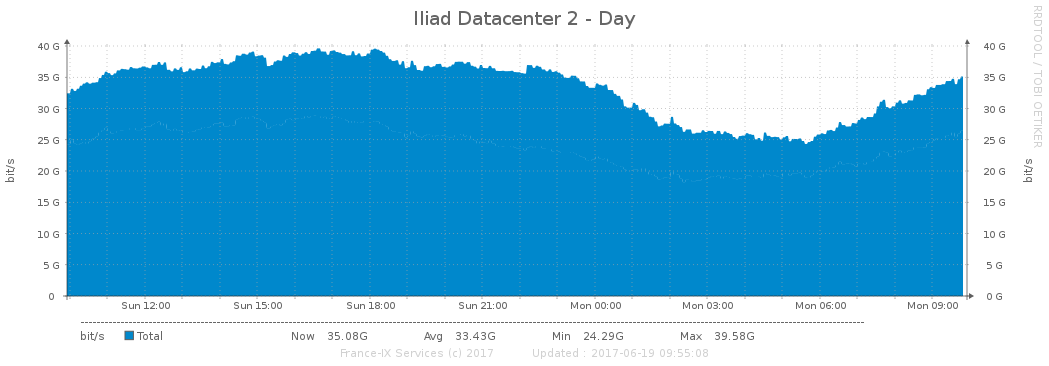 Iliad Datacenter 2 - Day
RRDTOOL / TOBI OETIKER
40 G 40 G
35 G 35 G
30 G 30 G
25 G 25 G
20 G 20 G
15 G 15 G
10 G 10 G
5 G 5 G
0 0 G
bit/s
bit/s
Sun 12:00 Sun 15:00 Sun 18:00 Sun 21:00 Mon 00:00 Mon 03:00 Mon 06:00 Mon 09:00
bit/s Total Now 35.08G Avg 33.43G Min 24.29G Max 39.58G
France-IX Services (c) 2017 Updated : 2017-06-19 09:55:08